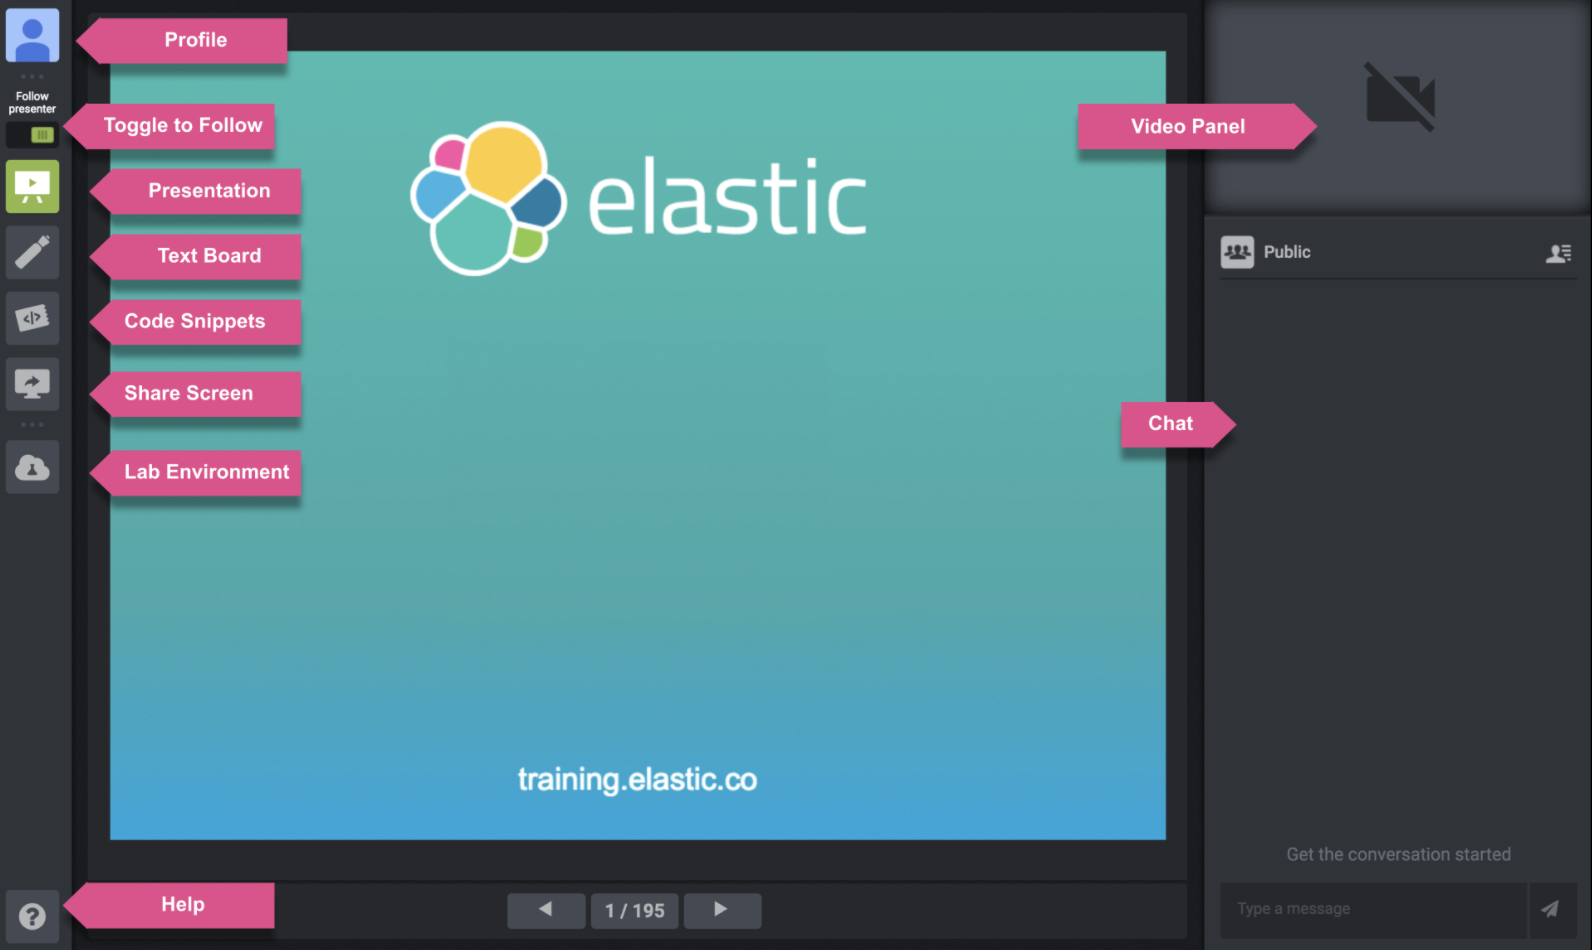 Profile
Follow
presenter
Toggle to Follow
Presentation
Text Board
Code Snippets
Share Screen
Lab Environment
Help
elastic
training.elastic.co
1 / 195
Video Panel
Public
Chat
Get the conversation started
Type a message